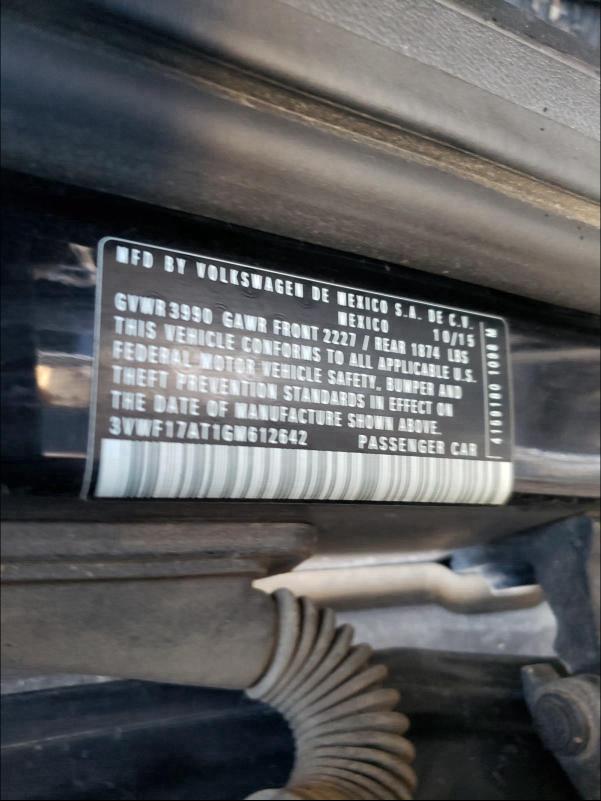 MFD BY VOLKSWAGEN DE MEXICO S.A. DE C.V.
MEXICO 10/15
GVWR 3990 GAWR FRONT 2227 / REAR 1874 LBS
THIS VEHICLE CONFORMS TO ALL APPLICABLE U.S.
FEDERAL MOTOR VEHICLE SAFETY, BUMPER AND
THEFT PREVENTION STANDARDS IN EFFECT ON
THE DATE OF MANUFACTURE SHOWN ABOVE.
3VWF17AT1GM612642 PASSENGER CAR